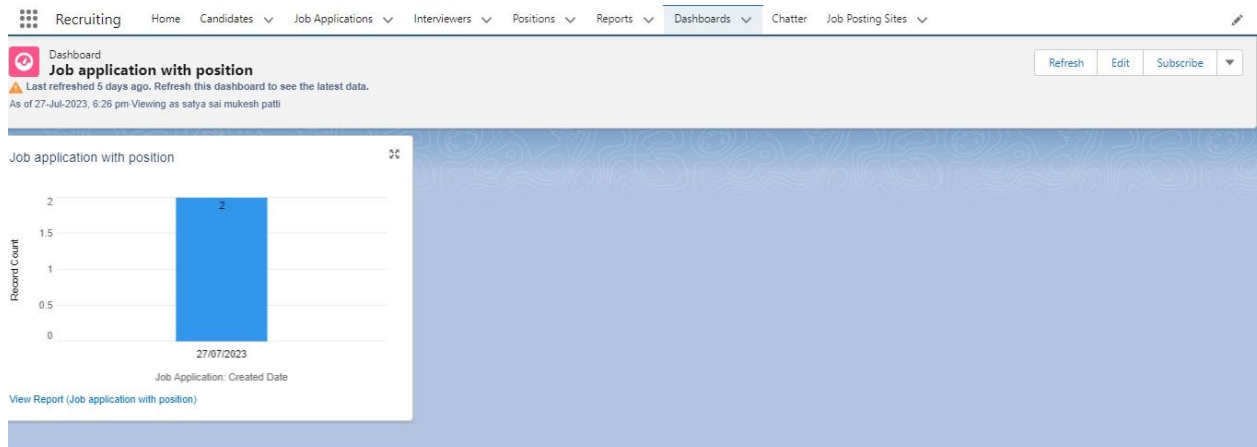 Recruiting Home Candidates Job Applications Interviewers Positions Reports Dashboards Chatter Job Posting Sites
Dashboard
Job application with position
Last refreshed 5 days ago. Refresh this dashboard to see the latest data.
As of 27-Jul-2023, 6:26 pm·Viewing as satya sai mukesh patti
Refresh Edit Subscribe
Job application with position
Record Count
2
1.5
1
0.5
0
2
27/07/2023
Job Application: Created Date
View Report (Job application with position)